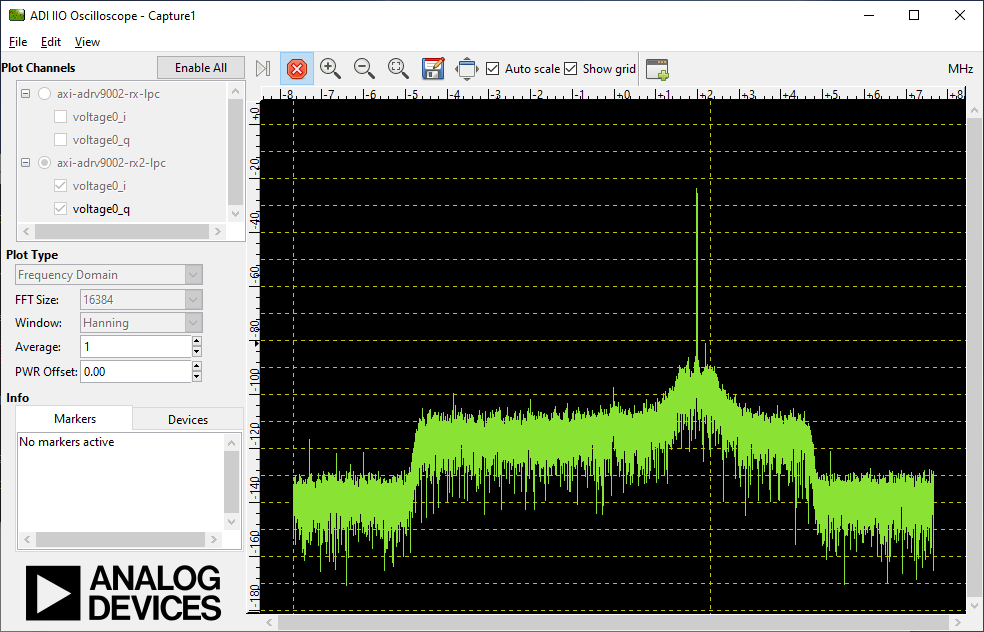 ADI IIO Oscilloscope - Capture1
File Edit View
Plot Channels
Enable All
Auto scale
Show grid
MHz
axi-adrv9002-rx-lpc
voltage0_i
voltage0_q
axi-adrv9002-rx2-lpc
voltage0_i
voltage0_q
Plot Type
Frequency Domain
FFT Size: 16384
Window: Hanning
Average: 1
PWR Offset: 0.00
Info
Markers
Devices
No markers active
ANALOG
DEVICES
-8 -7 -6 -5 -4 -3 -2 -1 +0 +1 +2 +3 +4 +5 +6 +7 +8
+0
-20
-40
-60
-80
-100
-120
-140
-160
-180